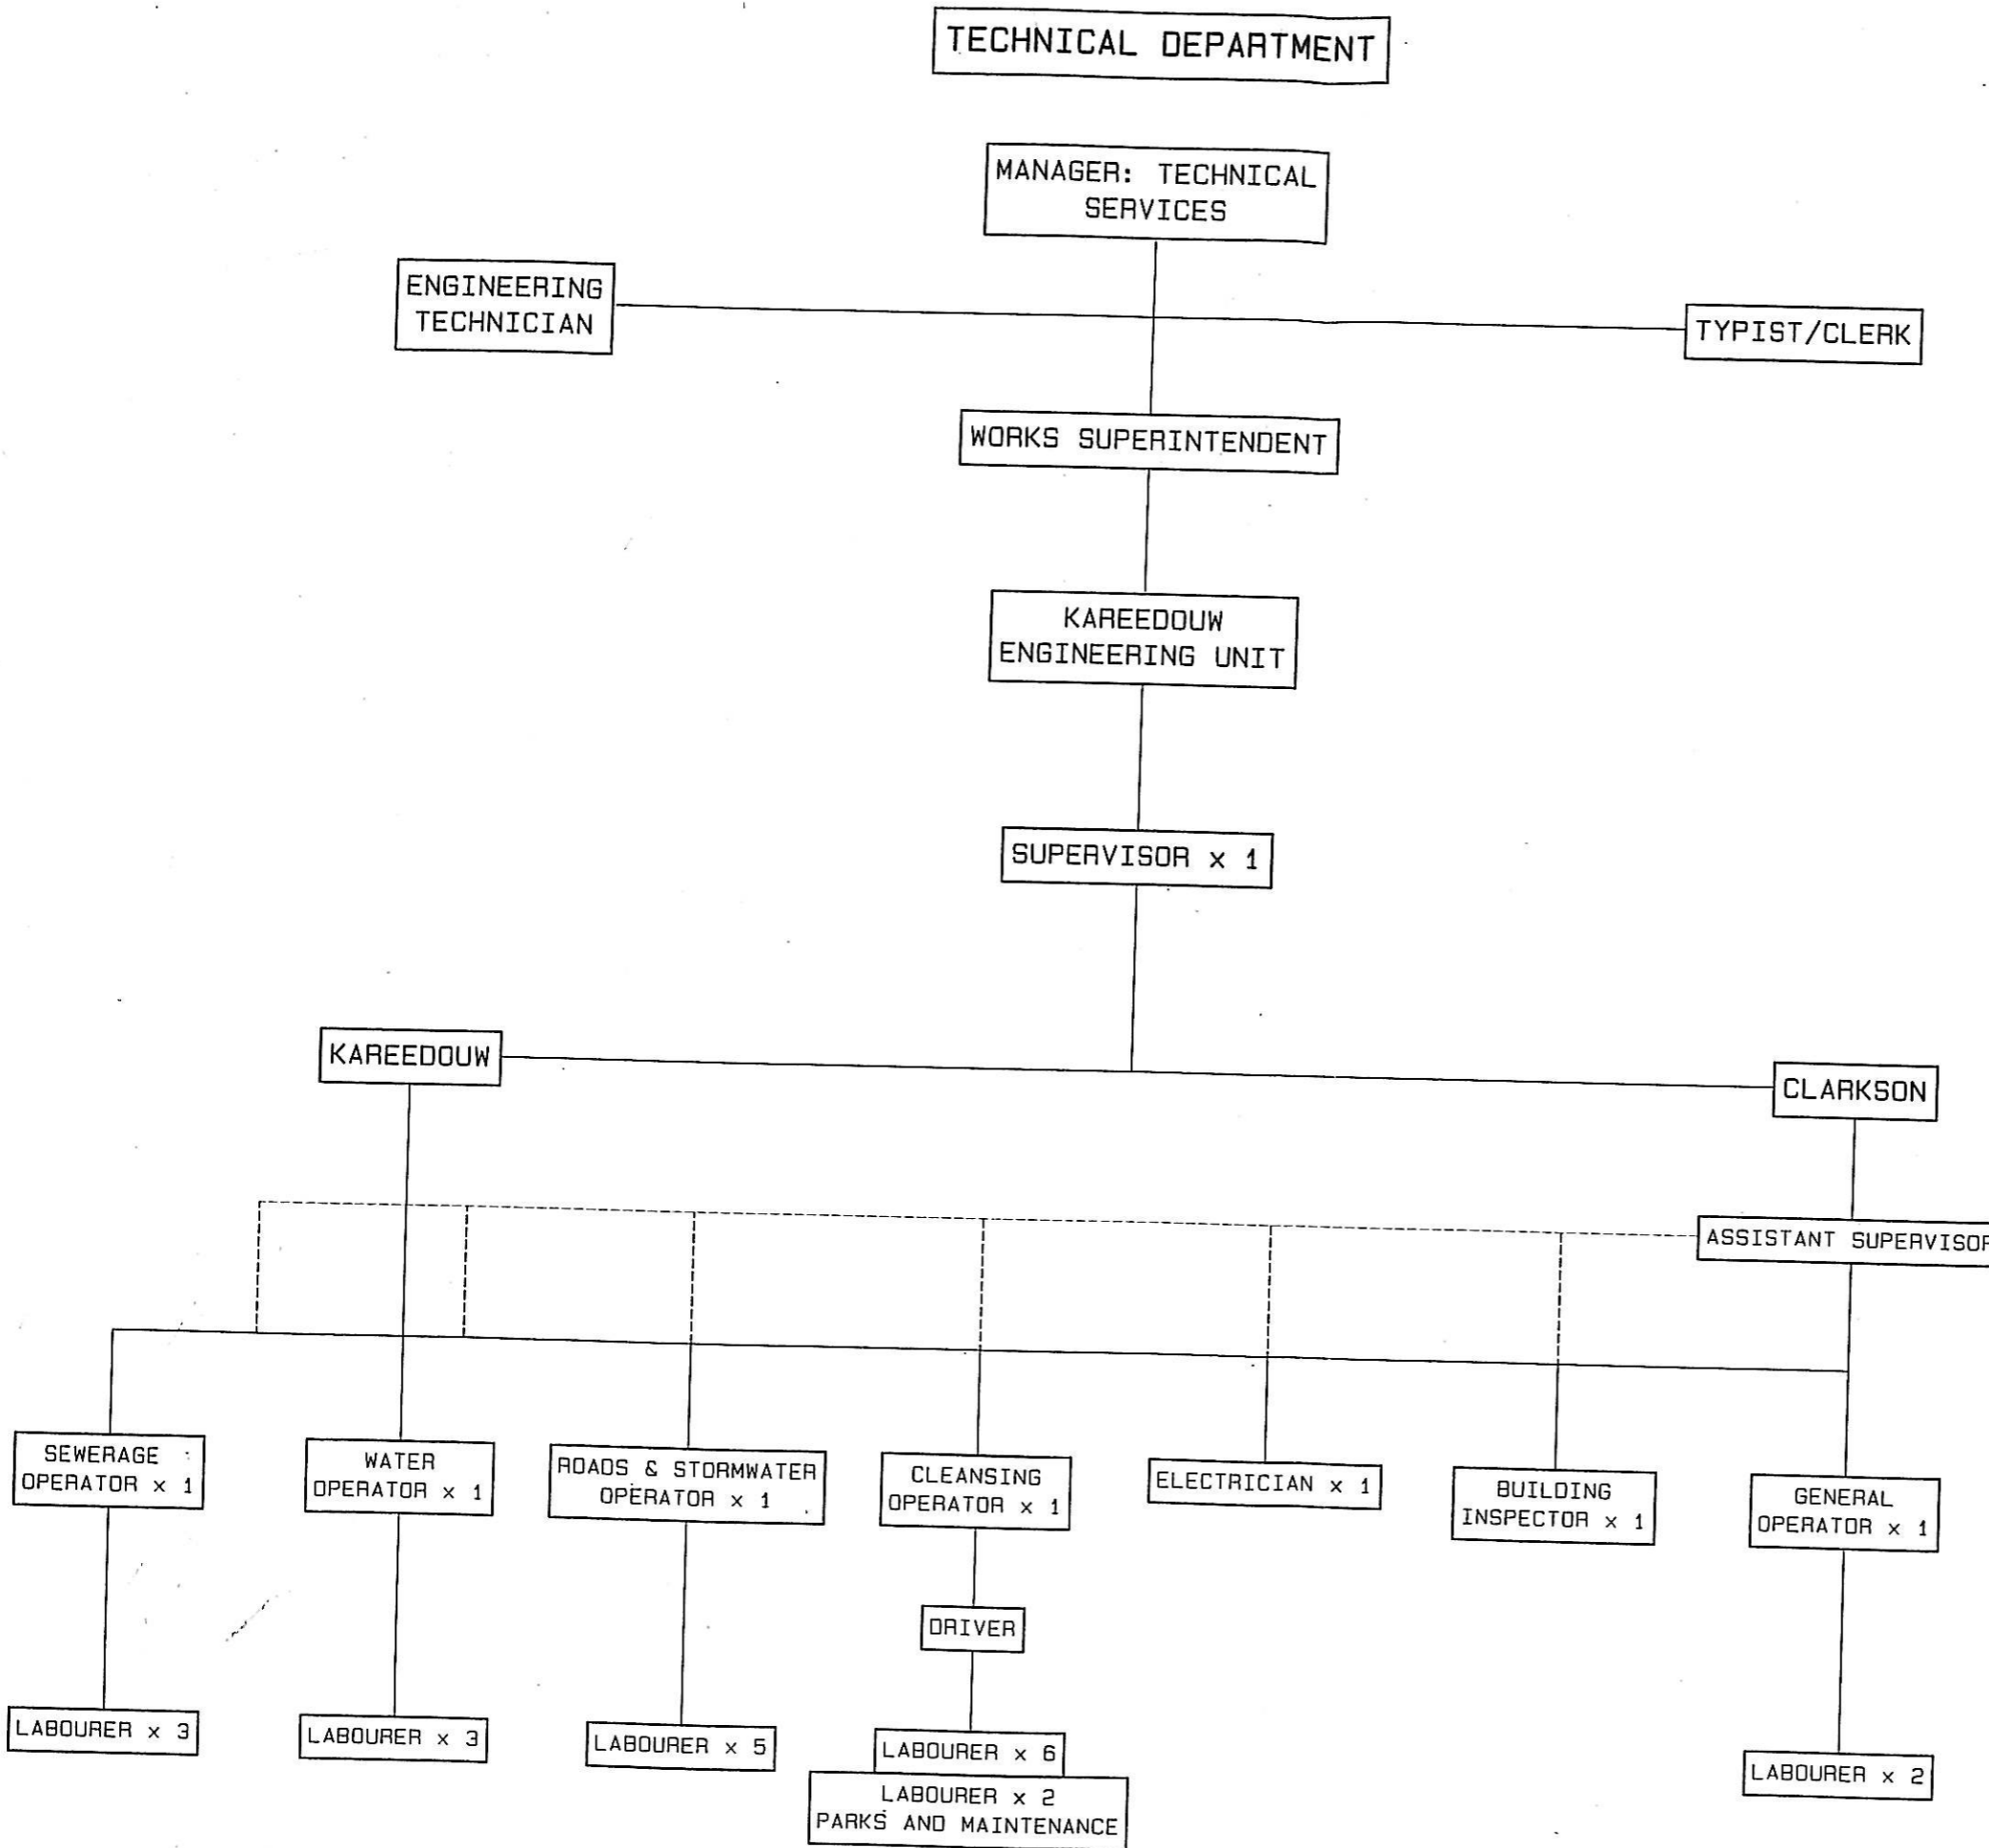 TECHNICAL DEPARTMENT
MANAGER: TECHNICAL
SERVICES
ENGINEERING
TECHNICIAN
TYPIST/CLERK
WORKS SUPERINTENDENT
KAREEDOUW
ENGINEERING UNIT
SUPERVISOR x 1
KAREEDOUW
CLARKSON
ASSISTANT SUPERVISOR
SEWERAGE
OPERATOR x 1
WATER
OPERATOR x 1
ROADS & STORMWATER
OPERATOR x 1
CLEANSING
OPERATOR x 1
ELECTRICIAN x 1
BUILDING
INSPECTOR x 1
GENERAL
OPERATOR x 1
DRIVER
LABOURER x 3
LABOURER x 3
LABOURER x 5
LABOURER x 6
LABOURER x 2
PARKS AND MAINTENANCE
LABOURER x 2